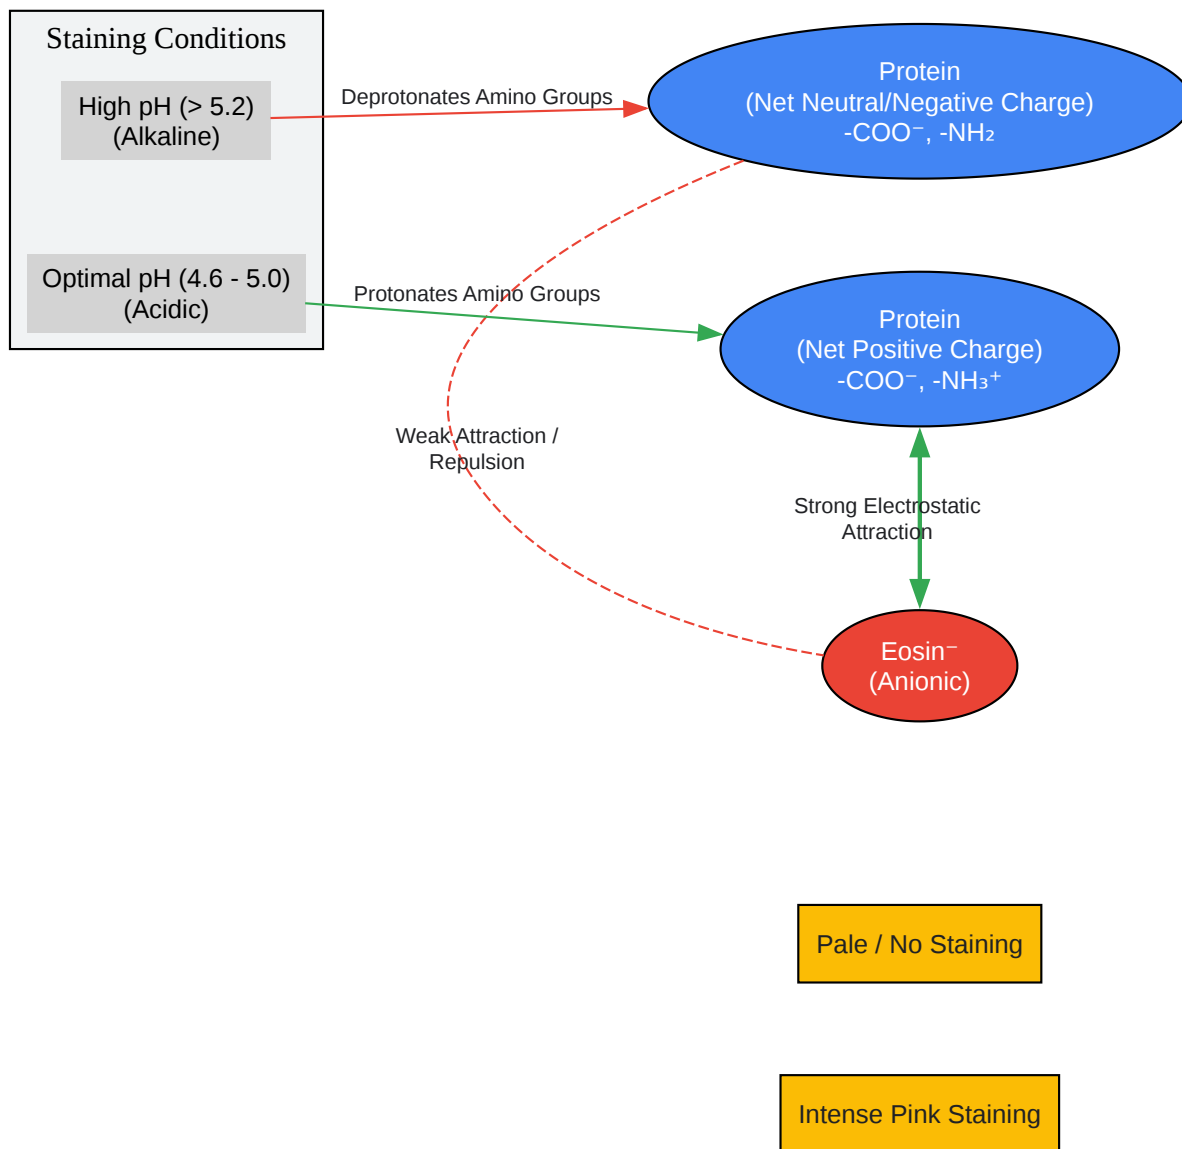 Staining Conditions
High pH (> 5.2)
(Alkaline)
Deprotonates Amino Groups
Protein
(Net Neutral/Negative Charge)
-COO⁻, -NH₂
Optimal pH (4.6 - 5.0)
(Acidic)
Protonates Amino Groups
Protein
(Net Positive Charge)
-COO⁻, -NH₃⁺
Weak Attraction /
Repulsion
Strong Electrostatic
Attraction
Eosin⁻
(Anionic)
Pale / No Staining
Intense Pink Staining